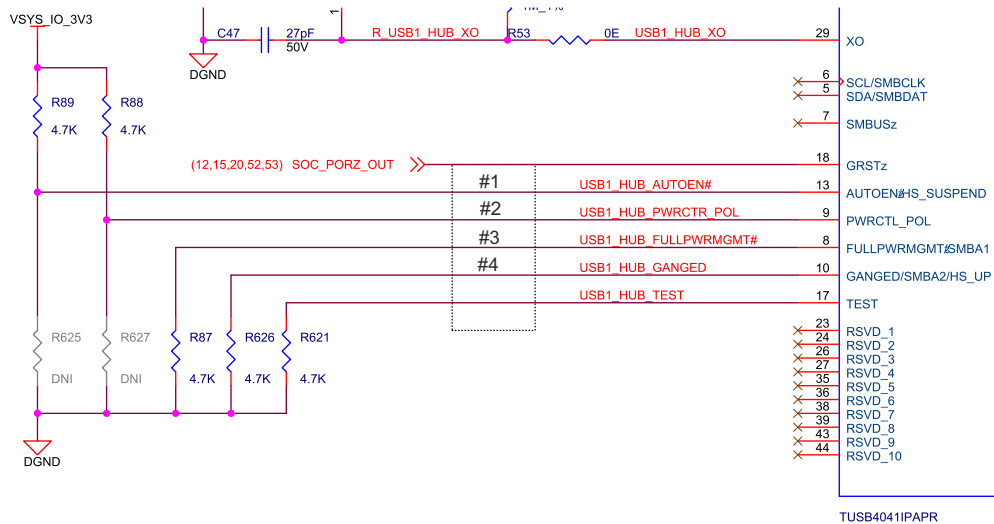 VSYS_IO_3V3
1
C47 27pF R_USB1_HUB_XO R53 0E USB1_HUB_XO 29 XO
50V
DGND
6 SCL/SMBCLK
5 SDA/SMBDAT
R89 R88
4.7K 4.7K
7 SMBUSz
(12,15,20,52,53) SOC_PORZ_OUT 18 GRSTz
#1 USB1_HUB_AUTOEN# 13 AUTOEN#/HS_SUSPEND
#2 USB1_HUB_PWRCTR_POL 9 PWRCTL_POL
#3 USB1_HUB_FULLPWRMGMT# 8 FULLPWRMGMT#/SMBA1
#4 USB1_HUB_GANGED 10 GANGED/SMBA2/HS_UP
USB1_HUB_TEST 17 TEST
R625 R627 R87 R626 R621
DNI DNI 4.7K 4.7K 4.7K
23 RSVD_1
24 RSVD_2
26 RSVD_3
27 RSVD_4
35 RSVD_5
36 RSVD_6
38 RSVD_7
39 RSVD_8
43 RSVD_9
44 RSVD_10
DGND
TUSB4041IPAPR